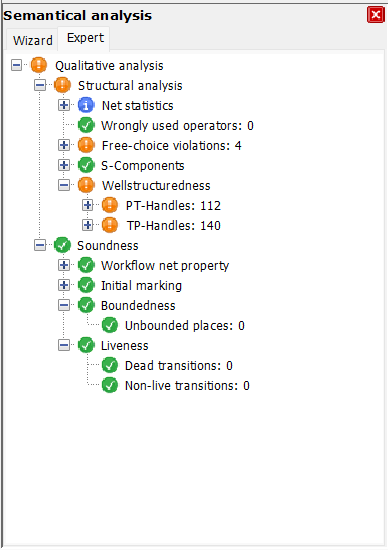 Semantical analysis
Wizard Expert
Qualitative analysis
Structural analysis
Net statistics
Wrongly used operators: 0
Free-choice violations: 4
S-Components
Wellstructuredness
PT-Handles: 112
TP-Handles: 140
Soundness
Workflow net property
Initial marking
Boundedness
Unbounded places: 0
Liveness
Dead transitions: 0
Non-live transitions: 0